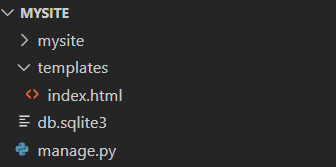 MYSITE
mysite
templates
index.html
db.sqlite3
manage.py